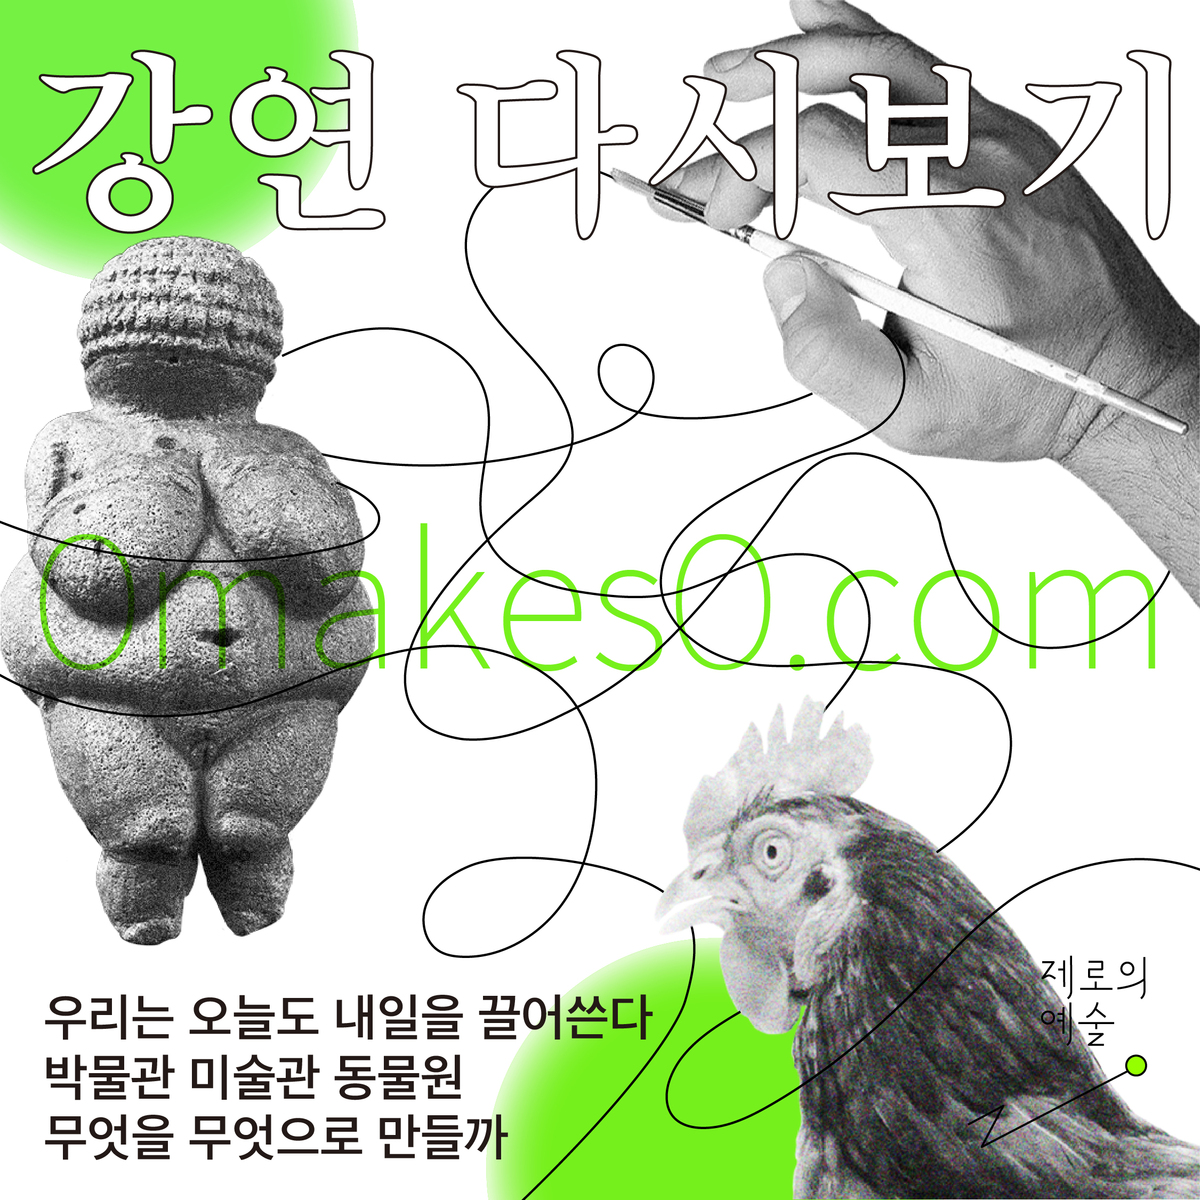 강연 다시보기
0makes0.com
우리는 오늘도 내일을 끌어쓴다
박물관 미술관 동물원
무엇을 무엇으로 만들까
제로의
예술